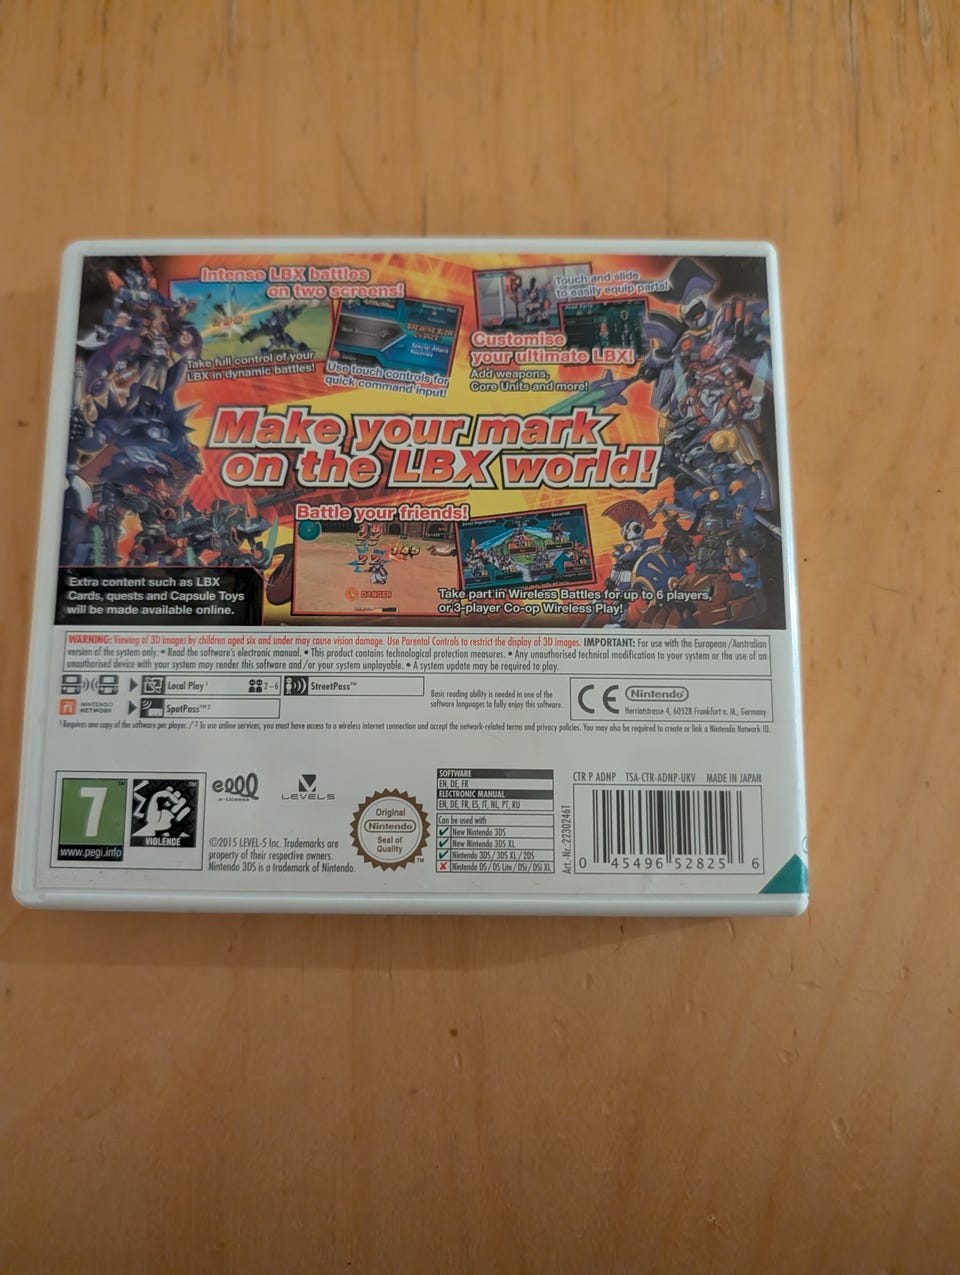 Intense LBX battles
on two screens!
Touch and slide
to easily equip parts!
Take full control of your
LBX in dynamic battles!
Special Attack
Routines
Use touch controls for
quick command input!
Customise
your ultimate LBX!
Add weapons,
Core Units and more!
Make your mark
on the LBX world!
Battle your friends!
145
DANGER
Take part in Wireless Battles for up to 6 players,
or 3-player Co-op Wireless Play!
Extra content such as LBX
Cards, quests and Capsule Toys
will be made available online.
WARNING: Viewing of 3D images by children aged six and under may cause vision damage. Use Parental Controls to restrict the display of 3D images. IMPORTANT: For use with the European/Australian
version of the system only. • Read the software's electronic manual. • This product contains technological protection measures. • Any unauthorised technical modification to your system or the use of an
unauthorised device with your system may render this software and/or your system unplayable. • A system update may be required to play.
Local Play¹ 2–6 StreetPass™
NINTENDO
NETWORK
SpotPass™²
Basic reading ability is needed in one of the
software languages to fully enjoy this software.
CE Nintendo®
Herriotstrasse 4, 60528 Frankfurt a. M., Germany
¹ Requires one copy of the software per player. / ² To use online services, you must have access to a wireless internet connection and accept the network-related terms and privacy policies. You may also be required to create or link a Nintendo Network ID.
7
www.pegi.info
VIOLENCE
e-License
LEVEL5
©2015 LEVEL-5 Inc. Trademarks are
property of their respective owners.
Nintendo 3DS is a trademark of Nintendo.
Original
Nintendo
Seal of
Quality
™
SOFTWARE
EN, DE, FR
ELECTRONIC MANUAL
EN, DE, FR, ES, IT, NL, PT, RU
Can be used with
New Nintendo 3DS
New Nintendo 3DS XL
Nintendo 3DS/3DS XL/2DS
Nintendo DS/DS Lite/DSi/DSi XL
Art.-Nr.: 2230246T
CTR P ADNP TSA-CTR-ADNP-UKV MADE IN JAPAN
0 45496 52825 6